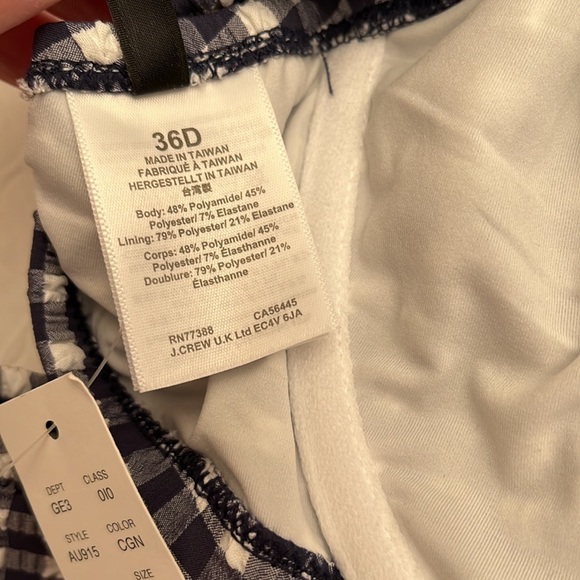 36D
MADE IN TAIWAN
FABRIQUÉ À TAIWAN
HERGESTELLT IN TAIWAN
台灣製
Body: 48% Polyamide/ 45%
Polyester/ 7% Elastane
Lining: 79% Polyester/ 21% Elastane
Corps: 48% Polyamide/ 45%
Polyester/ 7% Élasthanne
Doublure: 79% Polyester/ 21%
Élasthanne
RN77388 CA56445
J.CREW U.K Ltd EC4V 6JA
DEPT CLASS
GE3 010
STYLE COLOR
AU915 CGN
SIZE